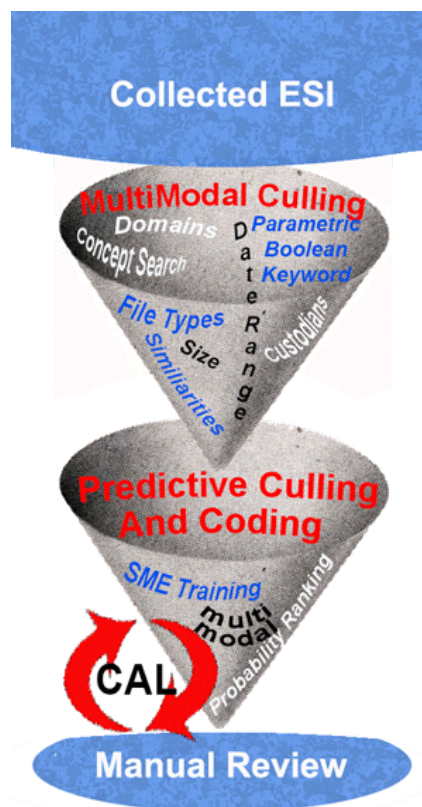 Collected ESI
MultiModal Culling
Domains
Concept Search
Date Range
Parametric
Boolean
Keyword
File Types
Size
Similiarities
Custodians
Predictive Culling
And Coding
SME Training
multi
modal
Probability Ranking
CAL
Manual Review